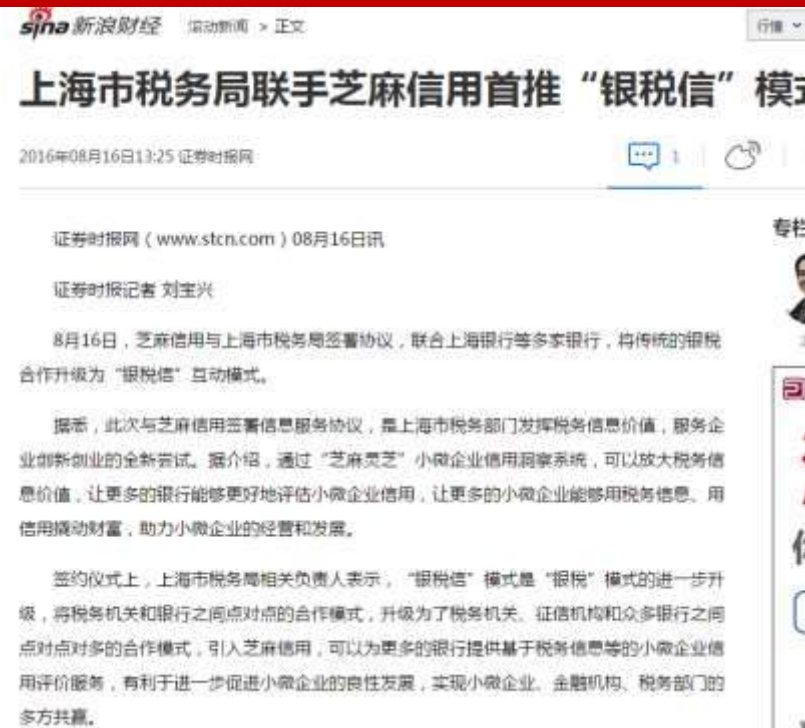 sina 新浪财经 滚动新闻 > 正文
行情
上海市税务局联手芝麻信用首推“银税信”模
2016年08月16日13:25 证券时报网
1
证券时报网（www.stcn.com）08月16日讯
专栏
证券时报记者 刘宝兴
8月16日，芝麻信用与上海市税务局签署协议，联合上海银行等多家银行，将传统的银税
合作升级为“银税信”互动模式。
据悉，此次与芝麻信用签署信息服务协议，是上海市税务部门发挥税务信息价值，服务企
业创新创业的全新尝试。据介绍，通过“芝麻灵芝”小微企业信用洞察系统，可以放大税务信
息价值，让更多的银行能够更好地评估小微企业信用，让更多的小微企业能够用税务信息、用
信用撬动财富，助力小微企业的经营和发展。
签约仪式上，上海市税务局相关负责人表示，“银税信”模式是“银税”模式的进一步升
级，将税务机关和银行之间点对点的合作模式，升级为了税务机关、征信机构和众多银行之间
点对点对多的合作模式，引入芝麻信用，可以为更多的银行提供基于税务信息等的小微企业信
用评价服务，有利于进一步促进小微企业的良性发展，实现小微企业、金融机构、税务部门的
多方共赢。